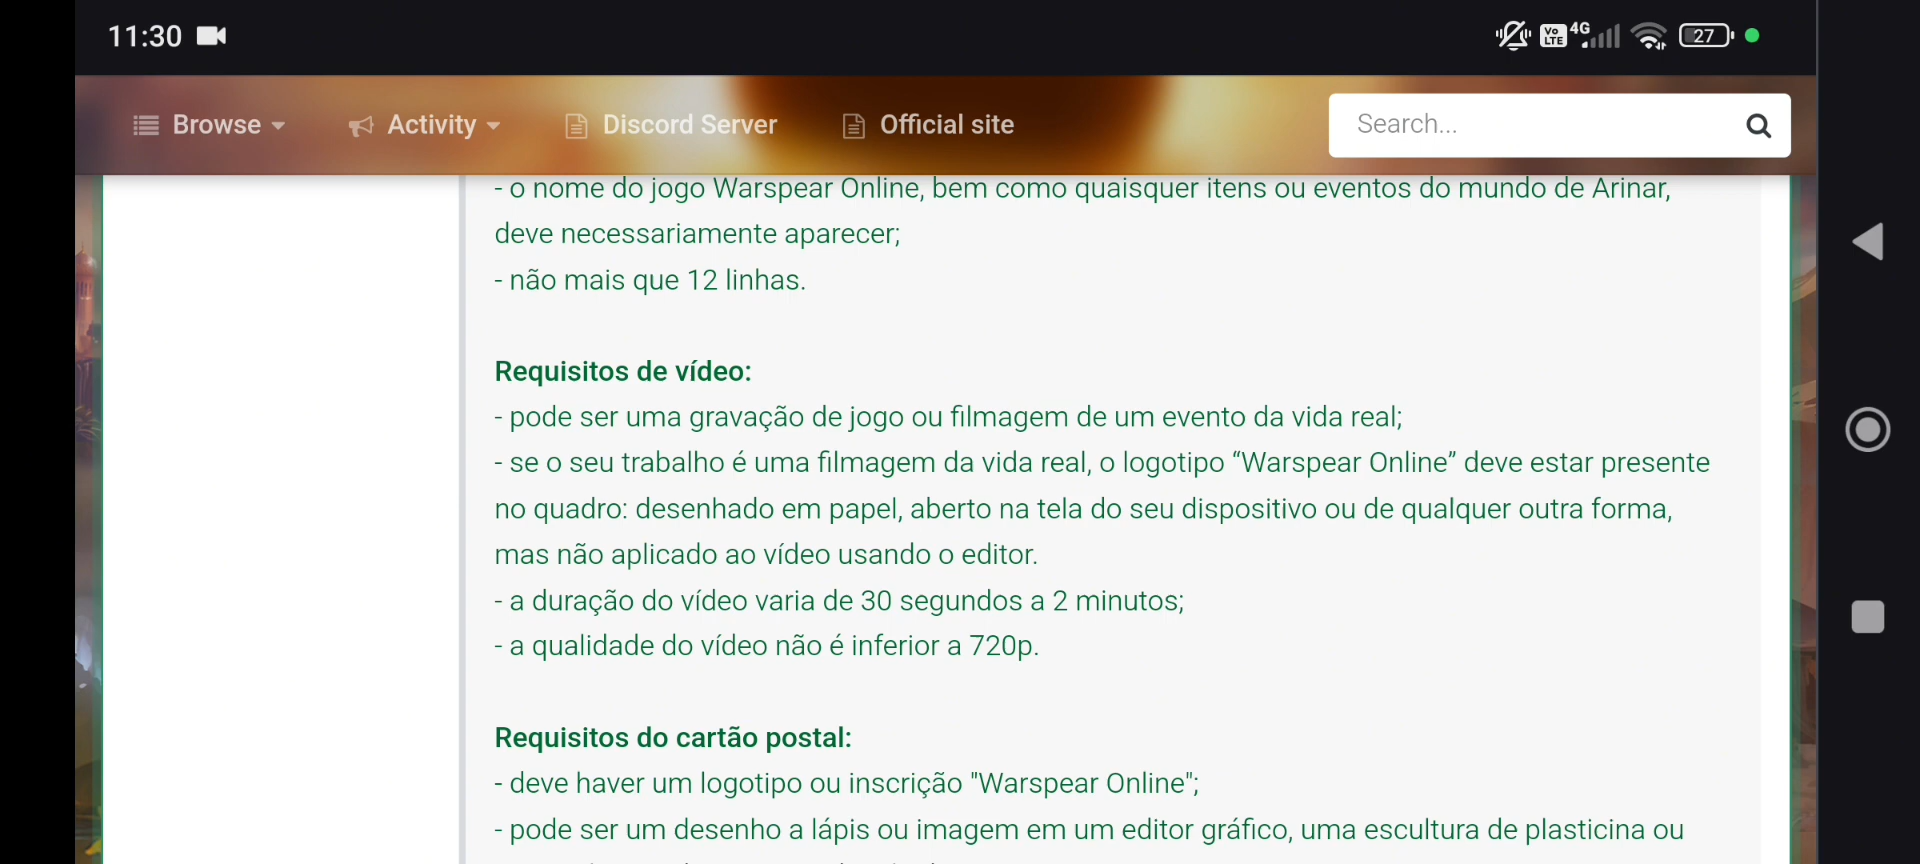 11:30
Vo LTE 4G 27
Browse Activity Discord Server Official site Search...
- o nome do jogo Warspear Online, bem como quaisquer itens ou eventos do mundo de Arinar,
deve necessariamente aparecer;
- não mais que 12 linhas.
Requisitos de vídeo:
- pode ser uma gravação de jogo ou filmagem de um evento da vida real;
- se o seu trabalho é uma filmagem da vida real, o logotipo “Warspear Online” deve estar presente
no quadro: desenhado em papel, aberto na tela do seu dispositivo ou de qualquer outra forma,
mas não aplicado ao vídeo usando o editor.
- a duração do vídeo varia de 30 segundos a 2 minutos;
- a qualidade do vídeo não é inferior a 720p.
Requisitos do cartão postal:
- deve haver um logotipo ou inscrição "Warspear Online";
- pode ser um desenho a lápis ou imagem em um editor gráfico, uma escultura de plasticina ou